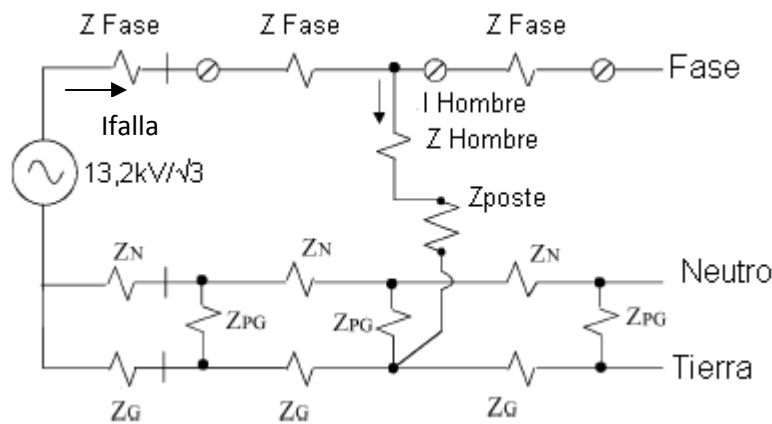 Z Fase Z Fase Z Fase
Fase
I Hombre
Ifalla
Z Hombre
13,2kV/√3
Zposte
ZN ZN ZN
Neutro
ZPG ZPG ZPG
Tierra
ZG ZG ZG